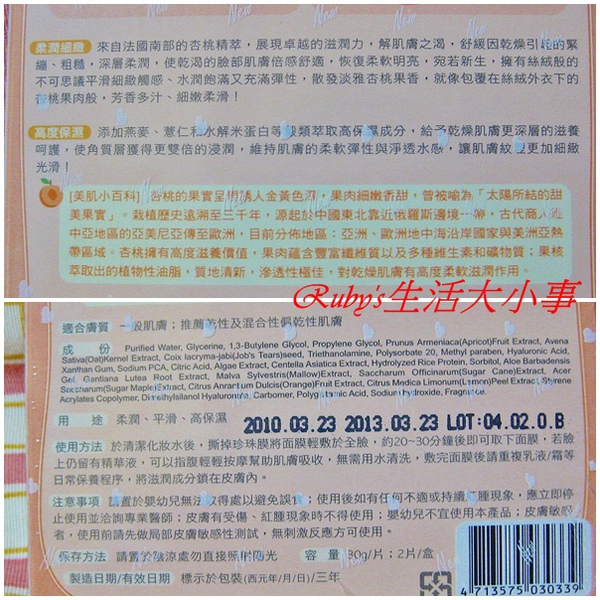 柔潤細緻 來自法國南部的杏桃精萃，展現卓越的滋潤力，解肌膚之渴，舒緩因乾燥引起的緊
繃、粗糙，深層柔潤，使乾渴的臉部肌膚倍感舒適，恢復柔軟明亮，宛若新生，擁有絲絨般的
不可思議平滑細緻觸感、水潤飽滿又充滿彈性，散發淡雅杏桃果香，就像包覆在絲絨外衣下的
杏桃果肉般，芳香多汁、細嫩柔滑！
高度保濕 添加燕麥、薏仁和水解米蛋白等穀類萃取高保濕成分，給予乾燥肌膚更深層的滋養
呵護，使角質層獲得更雙倍的浸潤，維持肌膚的柔軟彈性與淨透水感，讓肌膚紋理更加細緻
光滑！
[美肌小百科] 杏桃的果實呈現誘人金黃色澤，果肉細嫩香甜，曾被喻為「太陽所結的甜
美果實」。栽植歷史遠溯至三千年，源起於中國東北靠近俄羅斯邊境一帶，古代商人經
中亞地區的亞美尼亞傳至歐洲，目前分佈地區：亞洲、歐洲地中海沿岸國家與美洲亞熱
帶區域。杏桃擁有高度滋養價值，果肉蘊含豐富纖維質以及多種維生素和礦物質；果核
萃取出的植物性油脂，質地清新，滲透性極佳，對乾燥肌膚有高度柔軟滋潤作用。
Ruby's生活大小事
適合膚質 一般肌膚；推薦乾性及混合性偏乾性肌膚
成份 Purified Water, Glycerine, 1,3-Butylene Glycol, Propylene Glycol, Prunus Armeniaca(Apricot)Fruit Extract, Avena
Sativa(Oat)Kernel Extract, Coix lacryma-jabi(Job's Tears)seed, Triethanolamine, Polysorbate 20, Methyl paraben, Hyaluronic Acid,
Xanthan Gum, Sodium PCA, Citric Acid, Algae Extract, Centella Asiatica Extract, Hydrolyzed Rice Protein, Sorbitol, Aloe Barbadensis
Gel, Gentiana Lutea Root Extract, Malva Sylvestris(Mallow)Extract, Saccharum Officinarum(Sugar Cane)Extract, Acer
Saccharum(Sugar Maple)Extract, Citrus Aurantium Dulcis(Orange)Fruit Extract, Citrus Medica Limonum(Lemon)Peel Extract, Styrene
Acrylates Copolymer, Dimethylsilanol Hyaluronate, Carbomer, Polyglutamic Acid, Sodium Hydroxide, Fragrance.
用途 柔潤、平滑、高保濕 2010.03.23 2013.03.23 LOT:04.02.0.B
使用方法 於清潔化妝水後，撕掉珍珠膜將面膜輕敷於全臉，約20~30分鐘後即可取下面膜，若臉
上仍留有精華液，可以指腹輕輕按摩幫助肌膚吸收，無需用水清洗，敷完面膜後請重複乳液/霜等
日常保養程序，將滋潤成分鎖在皮膚內。
注意事項 請置於嬰幼兒無法取得處以避免誤食；使用後如有任何不適或持續紅腫現象，應立即停
止使用並洽詢專業醫師；皮膚有受傷、紅腫現象時不得使用；嬰幼兒不宜使用本產品；皮膚敏感
者，使用前請先做局部皮膚敏感性測試，無刺激反應方可使用。
保存方法 請置於陰涼處勿直接照射陽光 容量 30g/片；2片/盒
製造日期/有效日期 標示於包裝(西元年/月/日)/三年
4 713575 030339